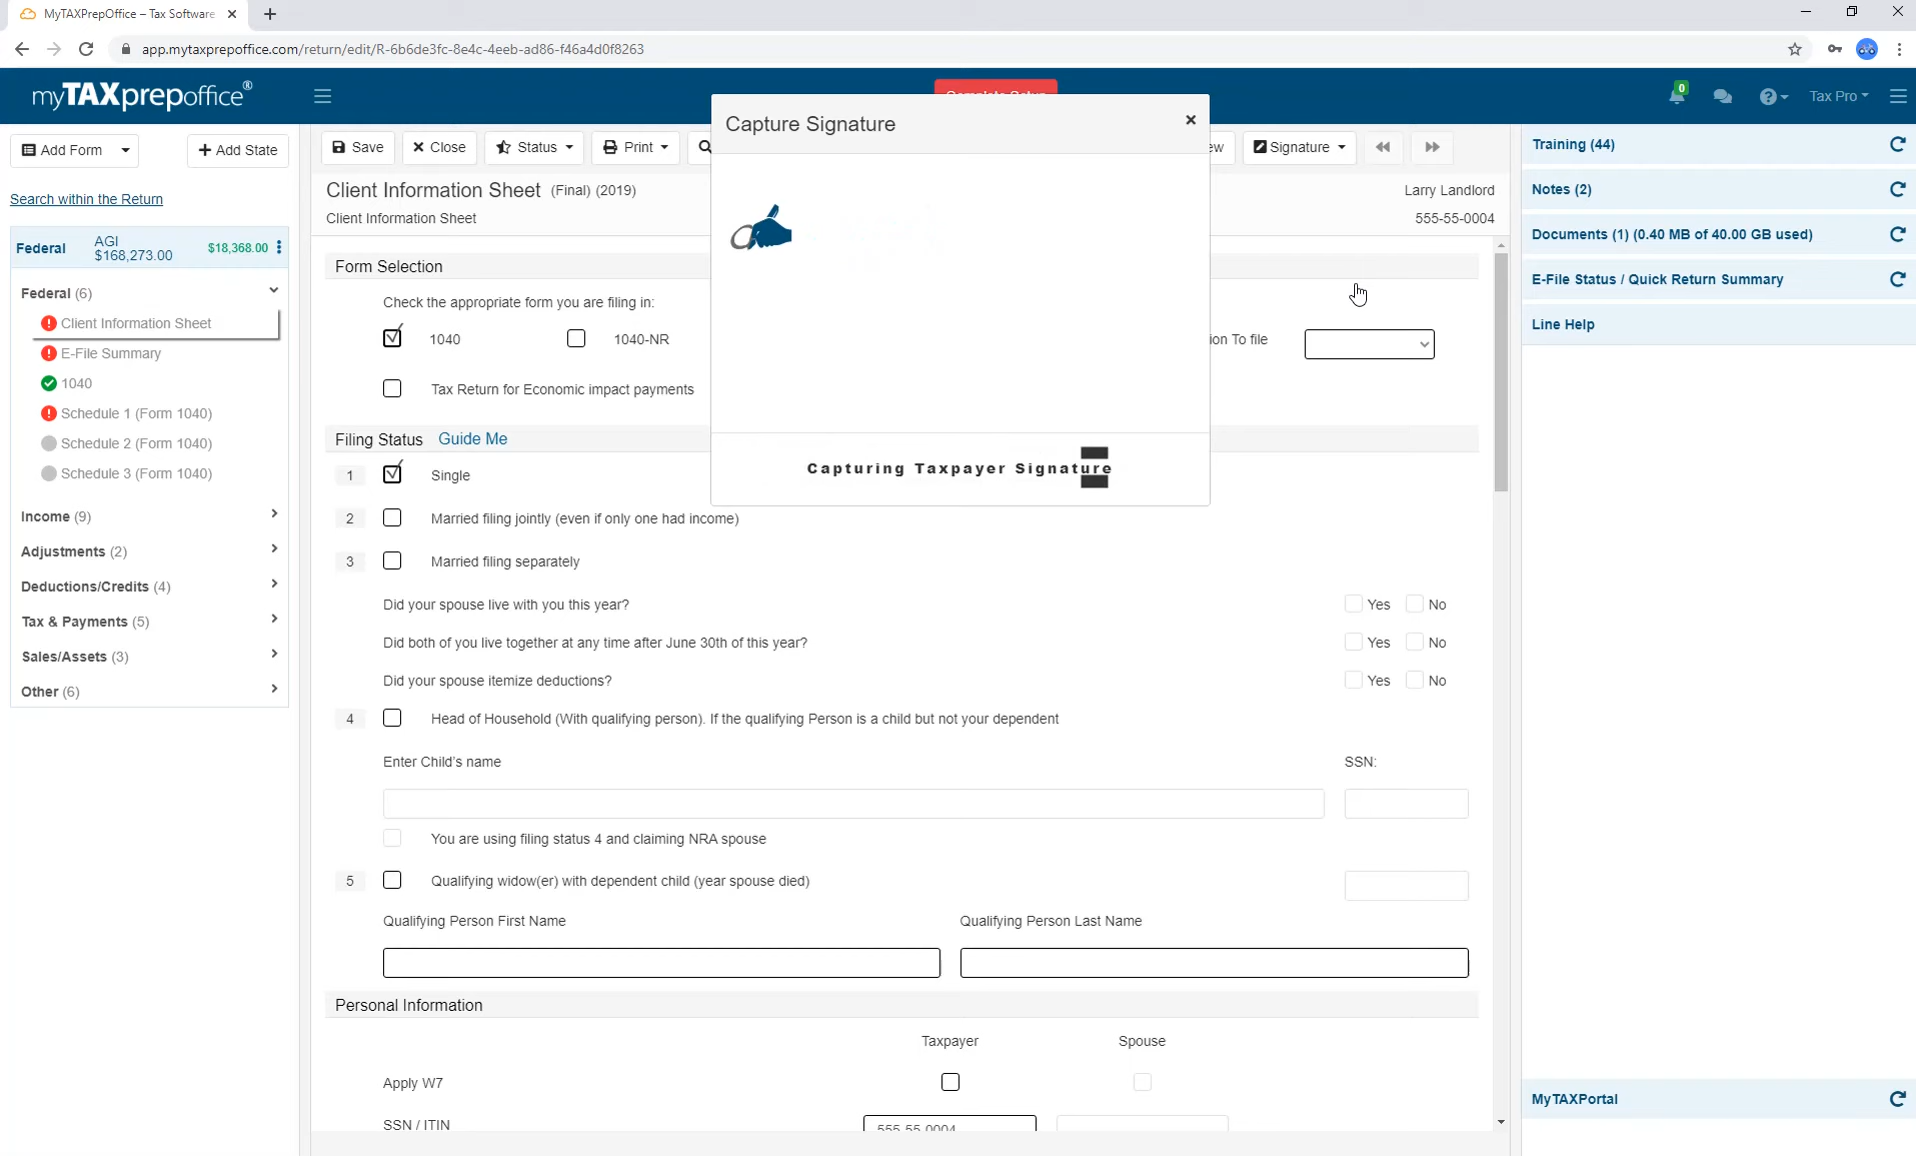 MyTAXPrepOffice – Tax Software
app.mytaxprepoffice.com/return/edit/R-6b6de3fc-8e4c-4eeb-ad86-f46a4d0f8263
myTAXprepoffice®
0
Tax Pro
Add Form
Add State
Search within the Return
Federal
AGI
$168,273.00
$18,368.00
Federal (6)
Client Information Sheet
E-File Summary
1040
Schedule 1 (Form 1040)
Schedule 2 (Form 1040)
Schedule 3 (Form 1040)
Income (9)
Adjustments (2)
Deductions/Credits (4)
Tax & Payments (5)
Sales/Assets (3)
Other (6)
Save
Close
Status
Print
Signature
Client Information Sheet (Final) (2019)
Larry Landlord
Client Information Sheet
555-55-0004
Capture Signature
Capturing Taxpayer Signature
Form Selection
Check the appropriate form you are filing in:
1040
1040-NR
ion To file
Tax Return for Economic impact payments
Filing Status Guide Me
1 Single
2 Married filing jointly (even if only one had income)
3 Married filing separately
Did your spouse live with you this year? Yes No
Did both of you live together at any time after June 30th of this year? Yes No
Did your spouse itemize deductions? Yes No
4 Head of Household (With qualifying person). If the qualifying Person is a child but not your dependent
Enter Child's name SSN:
You are using filing status 4 and claiming NRA spouse
5 Qualifying widow(er) with dependent child (year spouse died)
Qualifying Person First Name Qualifying Person Last Name
Personal Information
Taxpayer Spouse
Apply W7
SSN / ITIN 555-55-0004
Training (44)
Notes (2)
Documents (1) (0.40 MB of 40.00 GB used)
E-File Status / Quick Return Summary
Line Help
MyTAXPortal